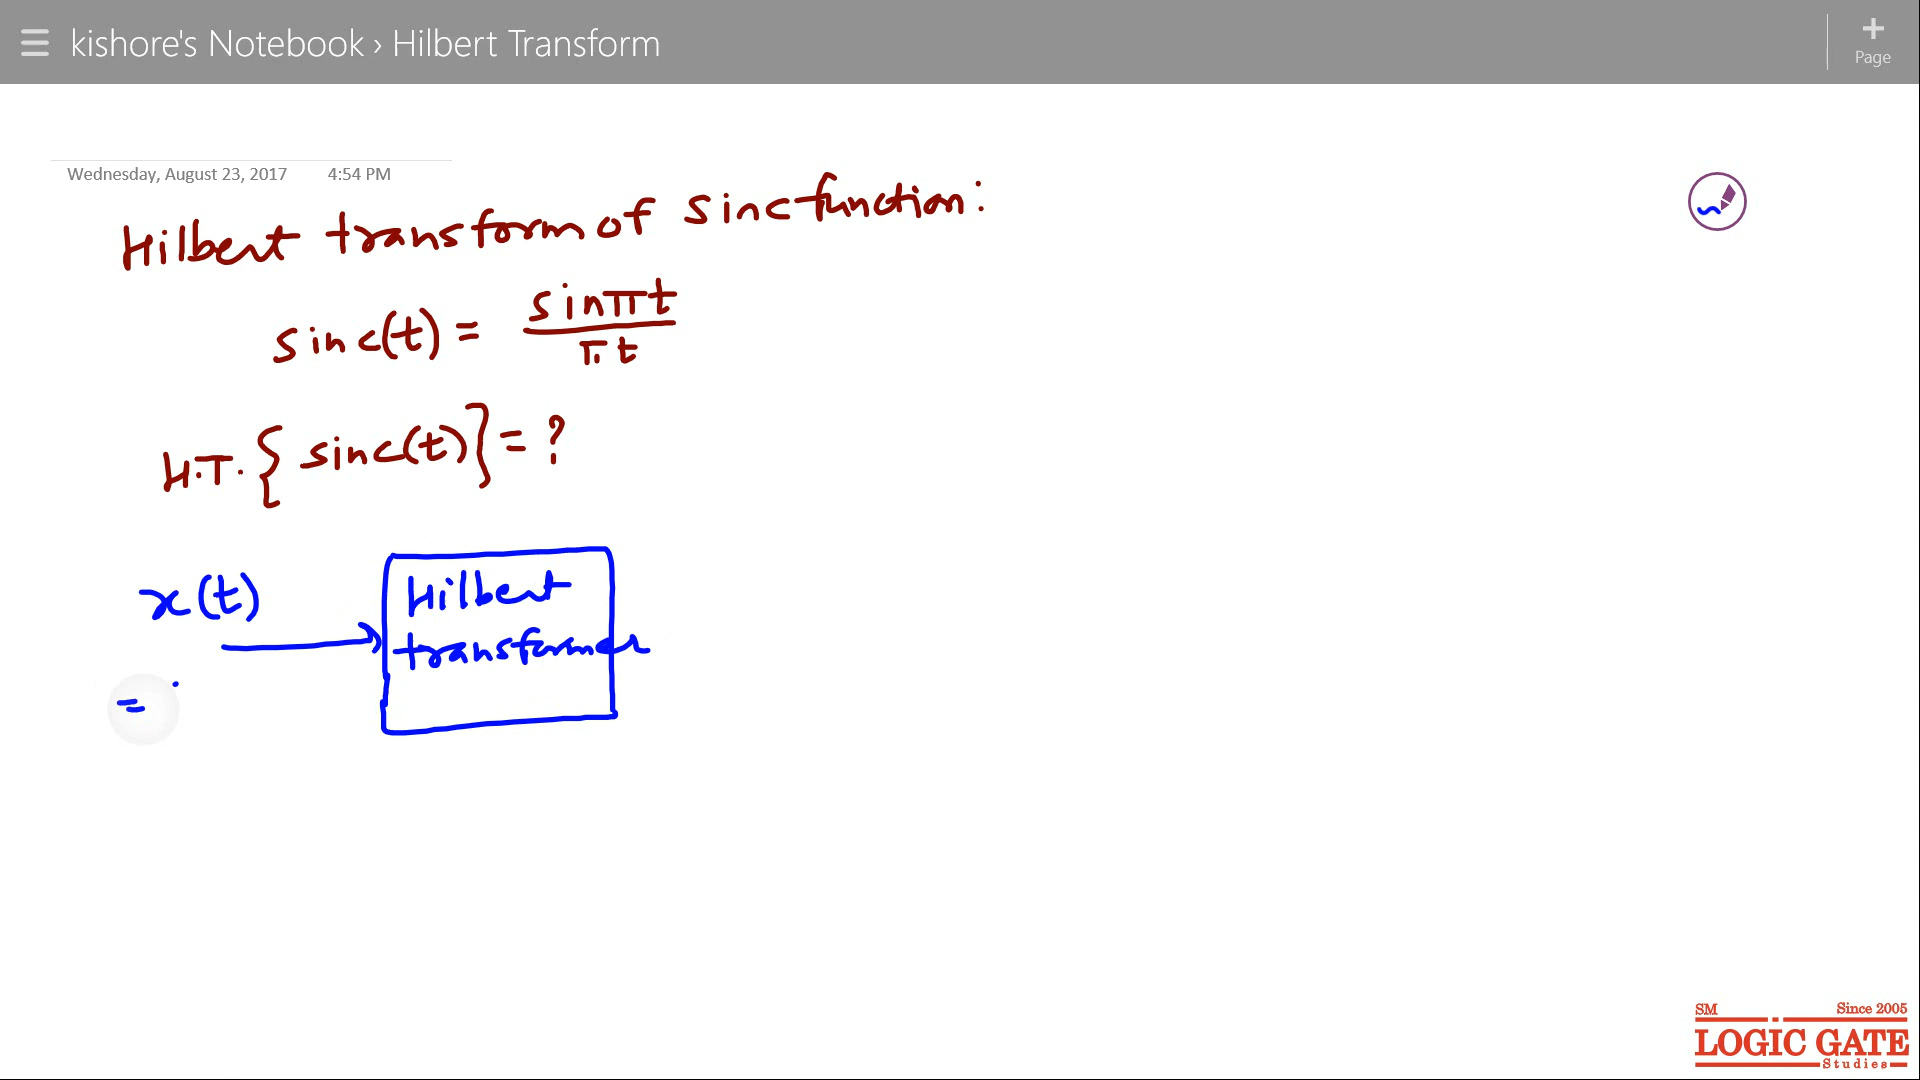 kishore's Notebook › Hilbert Transform
+
Page
Wednesday, August 23, 2017 4:54 PM
Hilbert transform of sinc function:
sinc(t) = sinπt / πt
H.T. { sinc(t) } = ?
x(t)
Hilbert
transformer
=
SM Since 2005
LOGIC GATE
Studies